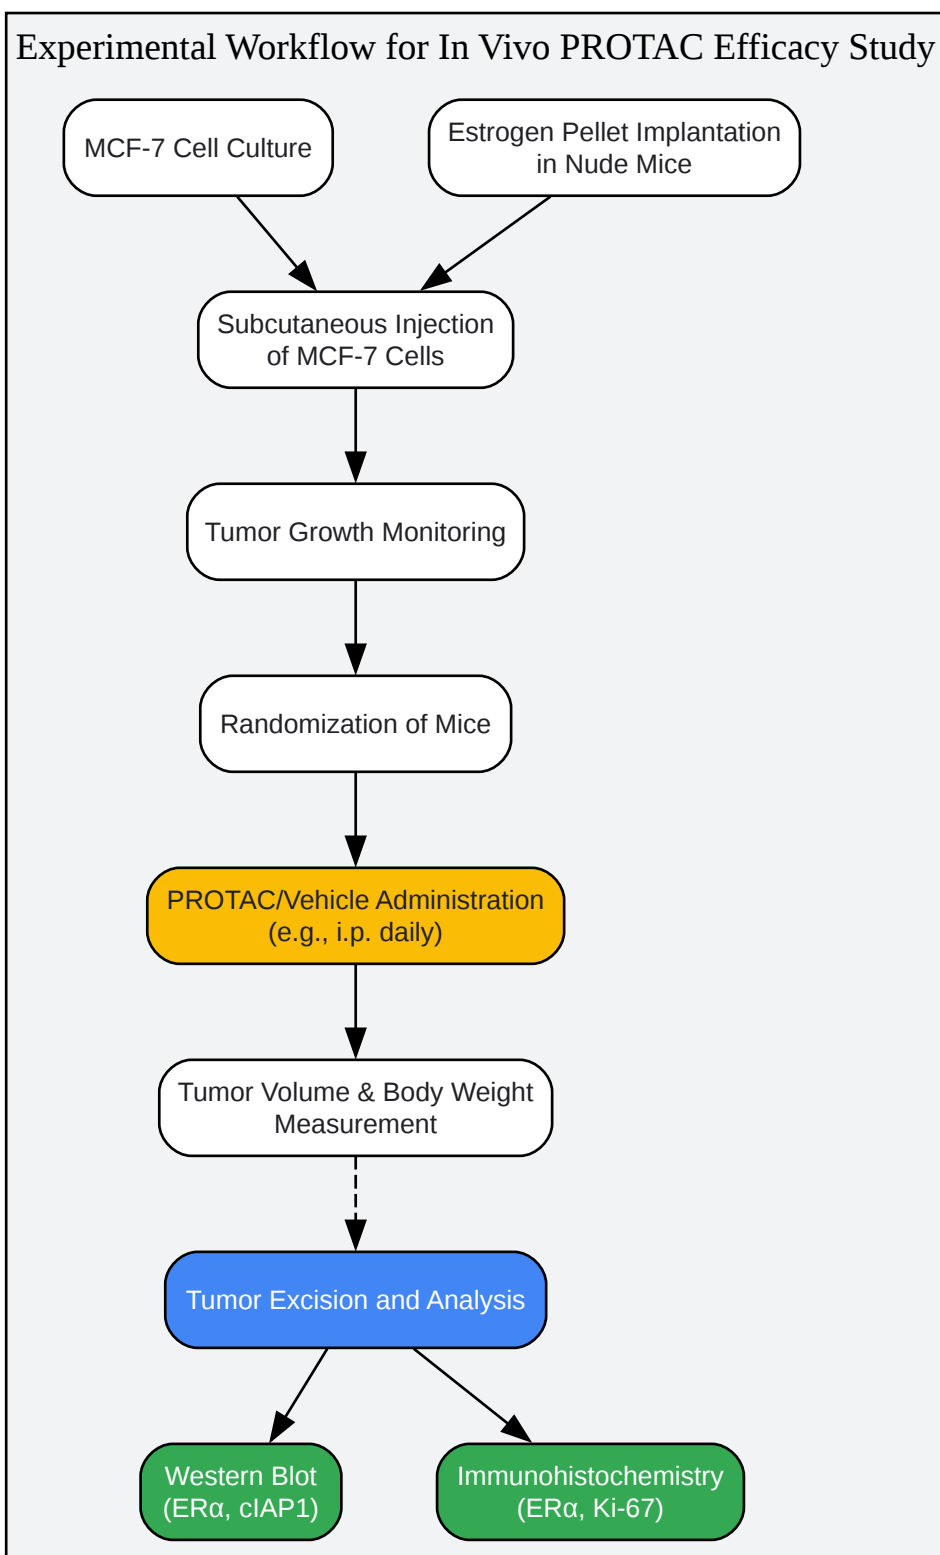 Experimental Workflow for In Vivo PROTAC Efficacy Study
MCF-7 Cell Culture
Estrogen Pellet Implantation
in Nude Mice
Subcutaneous Injection
of MCF-7 Cells
Tumor Growth Monitoring
Randomization of Mice
PROTAC/Vehicle Administration
(e.g., i.p. daily)
Tumor Volume & Body Weight
Measurement
Tumor Excision and Analysis
Western Blot
(ERα, cIAP1)
Immunohistochemistry
(ERα, Ki-67)